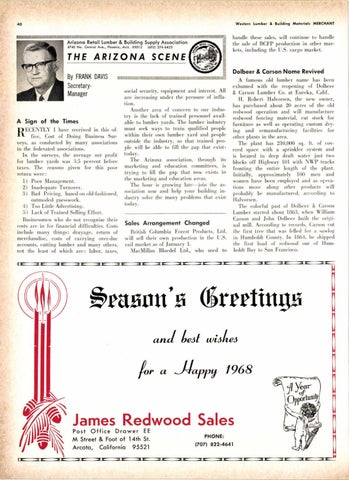 40
Western Lumber & Building Materials MERCHANT
Arizona Retail Lumber & Building Supply Association
THE ARIZONA SCENE
By FRANK DAVIS
Secretary-
Manager
A Sign of the Times
RECENTLY I have received in this of-
fice, Cost of Doing Business Sur-
veys, as conducted by many associations
in the federated associations.
In the surveys, the average net profit
for lumber yards was 3.5 percent before
taxes. The reasons given for this poor
return were:
1) Poor Management.
2) Inadequate Turnover.
3) Bad Pricing, based on old-fashioned,
outmoded guesswork.
4) Too Little Advertising.
5) Lack of Trained Selling Effort.
Businessmen who do not recognize their
costs are in for financial difficulties. Costs
include many things: drayage, return of
merchandise, costs of carrying over-due
accounts, cutting lumber and many others,
not the least of which are: labor, taxes,
social security, equipment and interest. All
are increasing under the pressure of infla-
tion.
Another area of concern to our indus-
try is the lack of trained personnel avail-
able to lumber yards. The lumber industry
must seek ways to train qualified people
within their own lumber yard and people
outside the industry, so that trained peo-
ple will be able to fill the gap that exists
today.
The Arizona association, through its
marketing and education committees, is
trying to fill the gap that now exists in
the marketing and education areas.
The hour is growing late—join the as-
sociation now and help your building in-
dustry solve the many problems that exist
today.
Sales Arrangement Changed
British Columbia Forest Products, Ltd.
will sell their own production in the U.S.
rail market as of January 1.
MacMillan Bloedel Ltd., who used to
handle these sales, will continue to handle
the sale of BCFP production in other mar-
kets, including the U.S. cargo market.
Dolbeer & Carson Name Revived
A famous old lumber name has been
exhumed with the reopening of Dolbeer
& Carson Lumber Co. at Eureka, Calif.
H. Robert Halvorsen, the new owner,
has purchased about 20 acres of the old
redwood operation and will manufacture
redwood fencing material, cut stock for
furniture as well as operating custom dry-
ing and remanufacturing facilities for
other plants in the area.
The plant has 210,000 sq. ft. of cov-
ered space with a sprinkler system and
is located in deep draft water just two
blocks off Highway 101 with NWP tracks
running the entire length of the plant.
Initially, approximately 100 men and
women have been employed and as opera-
tions move along other products will
probably be manufactured, according to
Halvorsen.
The colorful past of Dolbeer & Carson
Lumber started about 1863, when William
Carson and John Dolbeer built the origi-
nal mill. According to records, Carson cut
the first tree that was felled for a sawlog
in Humboldt County. In 1864, he shipped
the first load of redwood out of Hum-
boldt Bay to San Francisco.
Season's Greetings
and best wishes
for a Happy 1968
A Year
of
Opportunity
James Redwood Sales
Post Office Drawer EE
M Street & Foot of 14th St.
Arcata, California 95521
PHONE:
(707) 822-4641